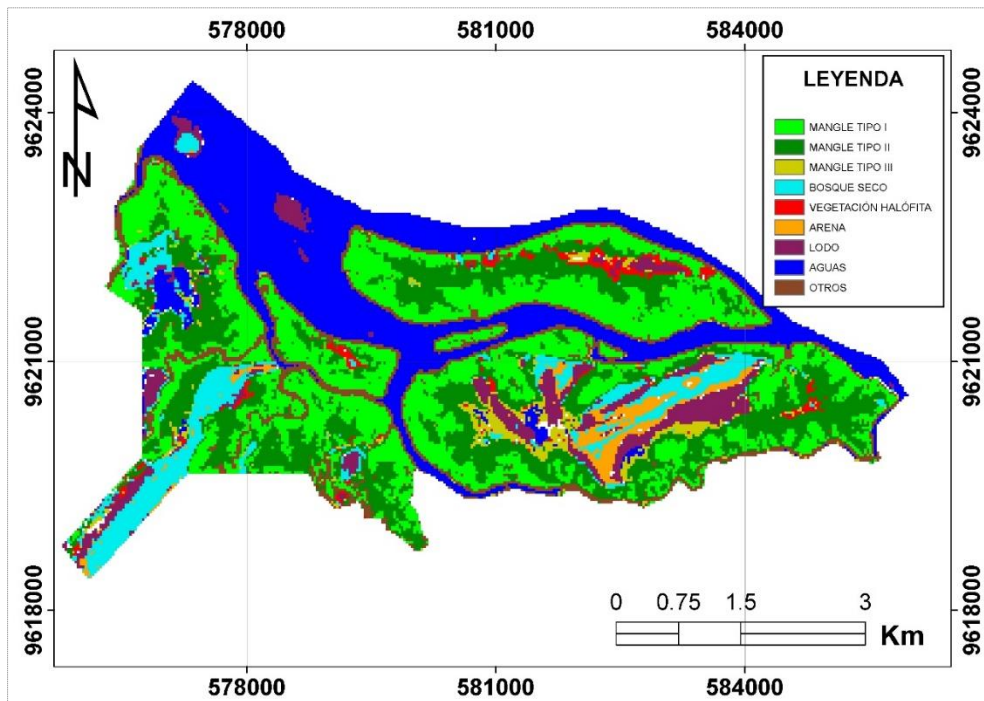 578000 581000 584000
9624000 9624000
9621000 9621000
9618000 9618000
N
LEYENDA
MANGLE TIPO I
MANGLE TIPO II
MANGLE TIPO III
BOSQUE SECO
VEGETACIÓN HALÓFITA
ARENA
LODO
AGUAS
OTROS
0 0.75 1.5 3
Km
578000 581000 584000